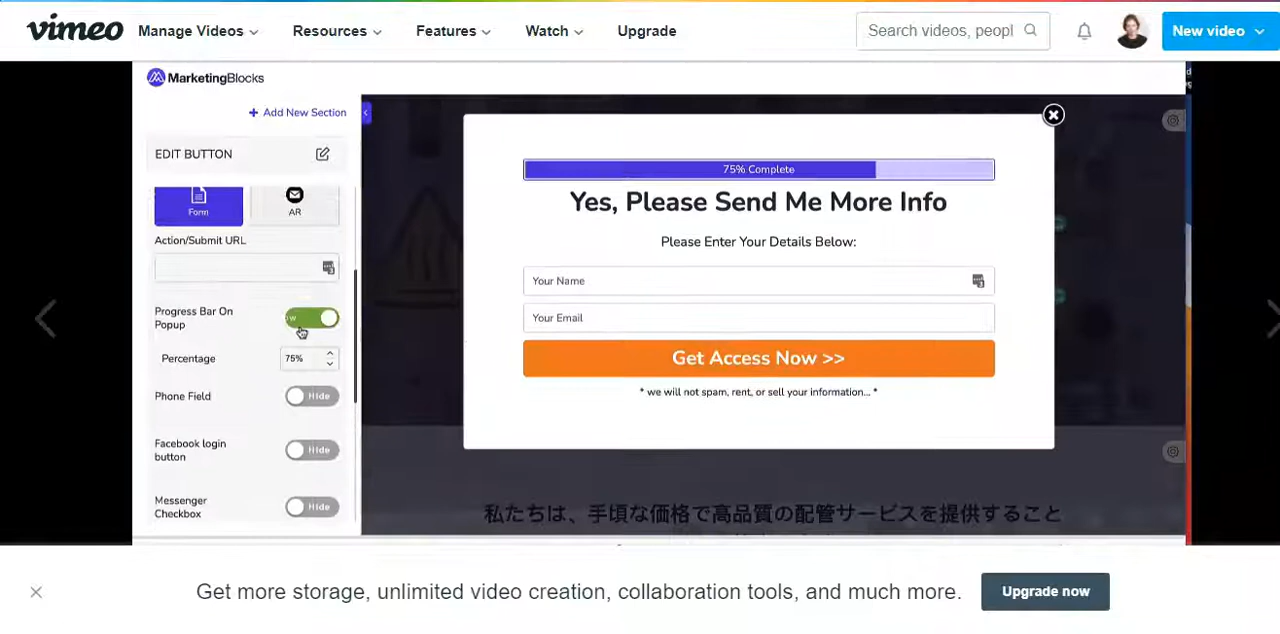 vimeo Manage Videos Resources Features Watch Upgrade Search videos, peopl New video
MarketingBlocks
+ Add New Section
EDIT BUTTON
Form AR
Action/Submit URL
Progress Bar On
Popup
Percentage 75%
Phone Field Hide
Facebook login
button
Hide
Messenger
Checkbox
Hide
75% Complete
Yes, Please Send Me More Info
Please Enter Your Details Below:
Your Name
Your Email
Get Access Now >>
* we will not spam, rent, or sell your information... *
私たちは、手頃な価格で高品質の配管サービスを提供すること
Get more storage, unlimited video creation, collaboration tools, and much more. Upgrade now